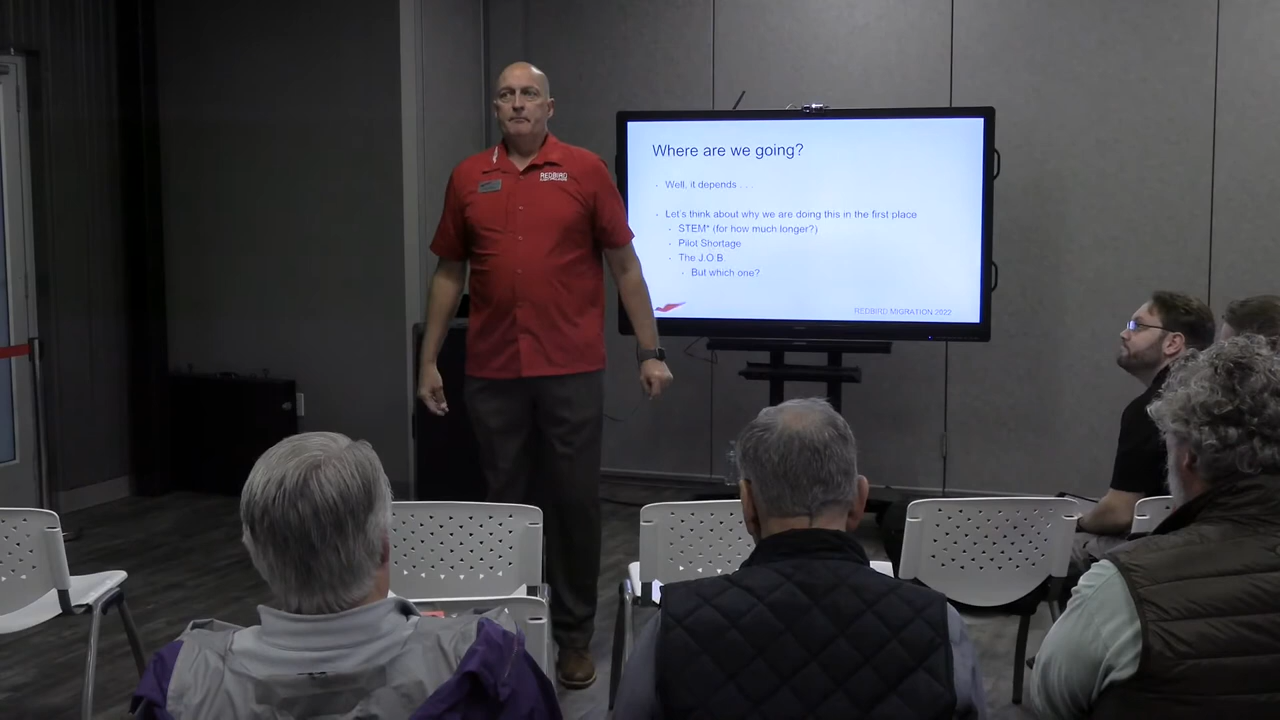 REDBIRD
Where are we going?
Well, it depends . . .
Let's think about why we are doing this in the first place
STEM* (for how much longer?)
Pilot Shortage
The J.O.B.
But which one?
REDBIRD MIGRATION 2022